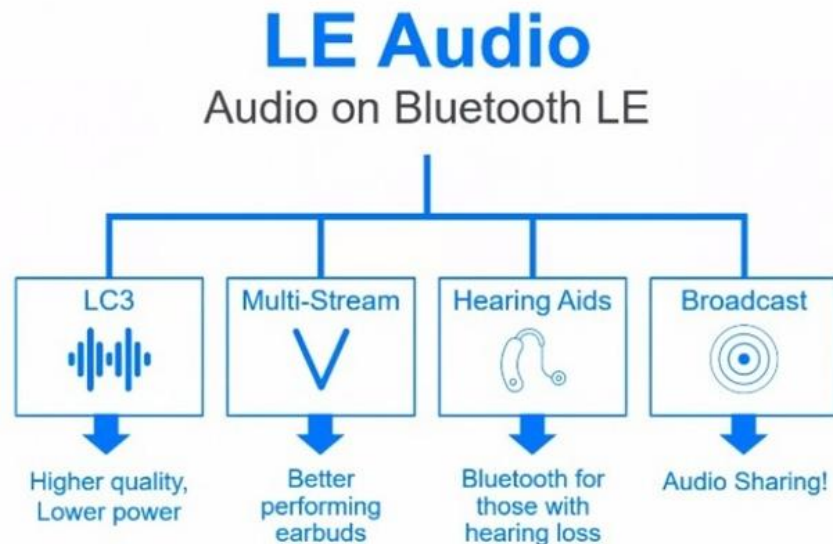 LE Audio
Audio on Bluetooth LE
LC3
Multi-Stream
Hearing Aids
Broadcast
Higher quality,
Lower power
Better
performing
earbuds
Bluetooth for
those with
hearing loss
Audio Sharing!